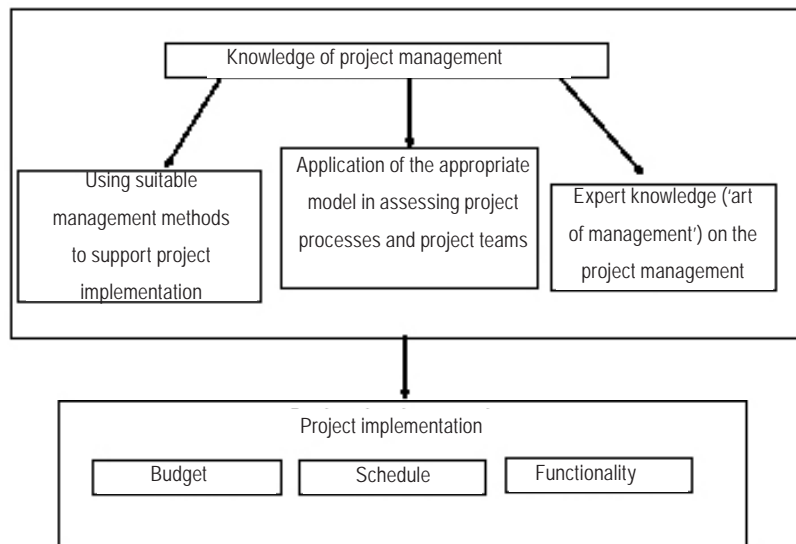 Knowledge of project management
Using suitable
management methods
to support project
implementation
Application of the appropriate
model in assessing project
processes and project teams
Expert knowledge (‘art
of management’) on the
project management
Project implementation
Budget
Schedule
Functionality